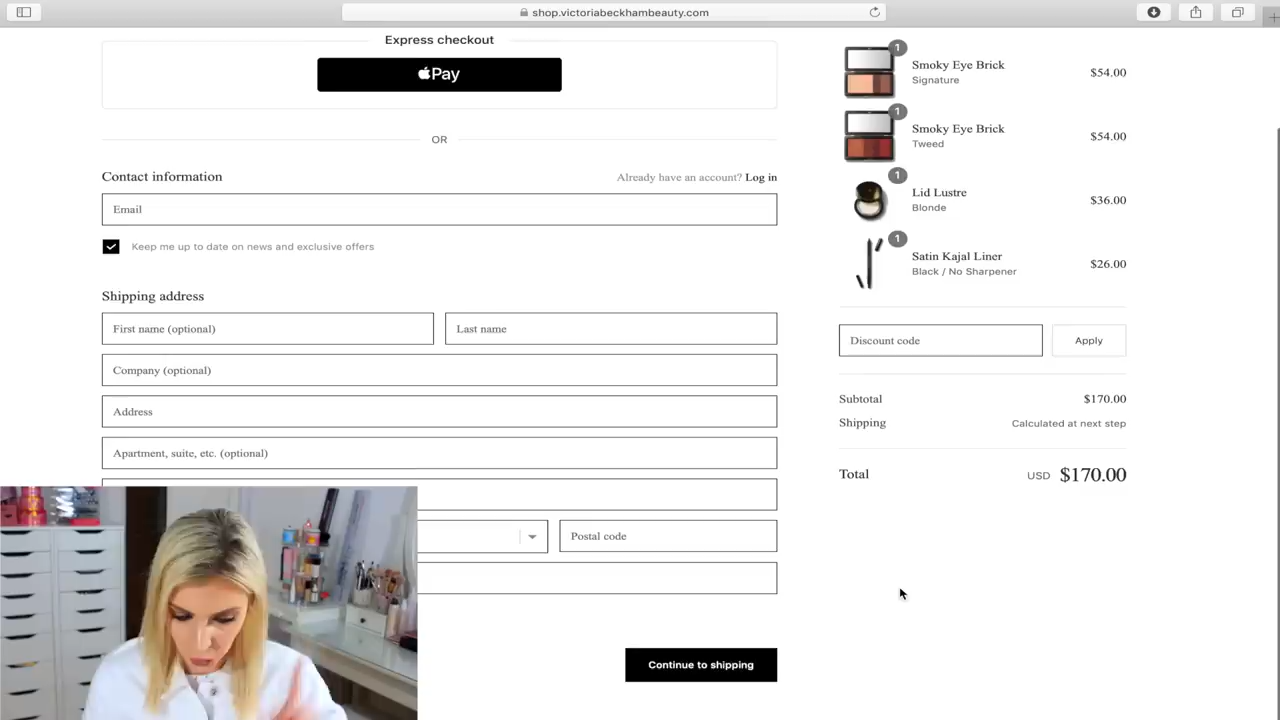 shop.victoriabeckhambeauty.com
Express checkout
Pay
OR
Contact information
Already have an account? Log in
Email
Keep me up to date on news and exclusive offers
Shipping address
First name (optional)
Last name
Company (optional)
Address
Apartment, suite, etc. (optional)
Postal code
Continue to shipping
1
Smoky Eye Brick
Signature
$54.00
1
Smoky Eye Brick
Tweed
$54.00
1
Lid Lustre
Blonde
$36.00
1
Satin Kajal Liner
Black / No Sharpener
$26.00
Discount code
Apply
Subtotal
$170.00
Shipping
Calculated at next step
Total
USD $170.00